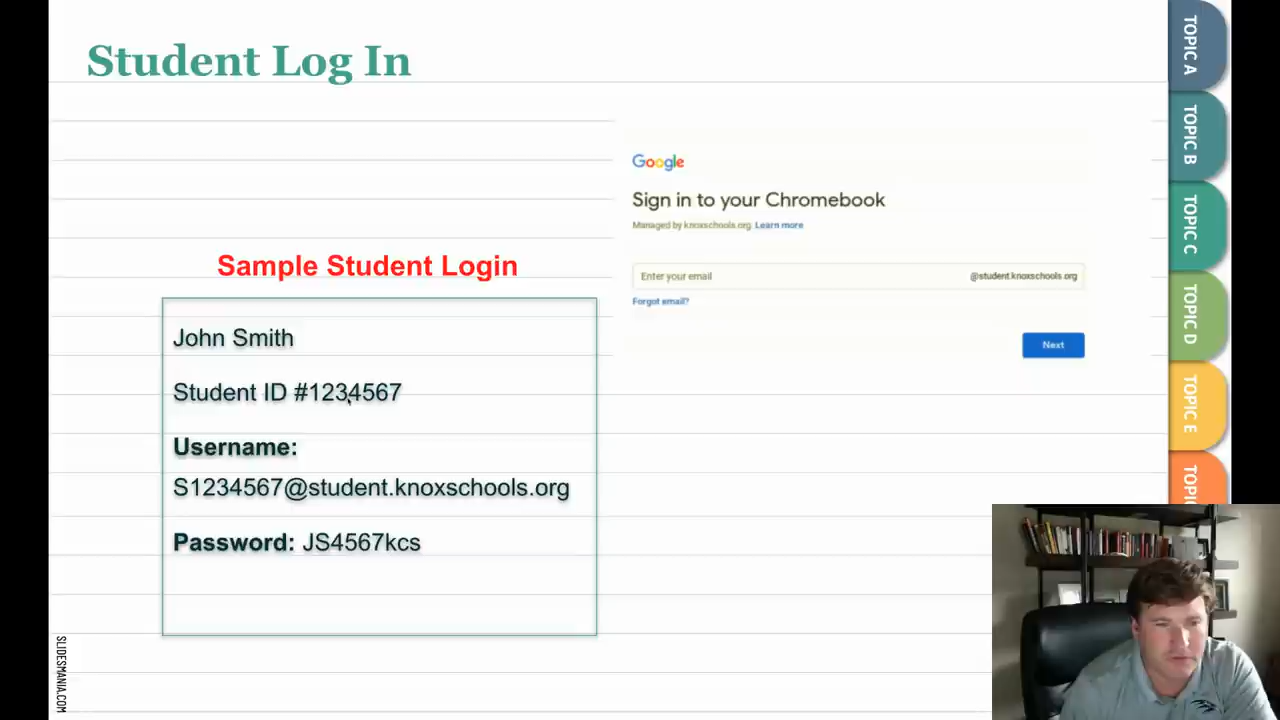 Student Log In
Google
Sign in to your Chromebook
Managed by knoxschools.org. Learn more
Enter your email @student.knoxschools.org
Forgot email?
Next
Sample Student Login
John Smith
Student ID #1234567
Username:
S1234567@student.knoxschools.org
Password: JS4567kcs
TOPIC A
TOPIC B
TOPIC C
TOPIC D
TOPIC E
TOPIC
SLIDESMANIA.COM